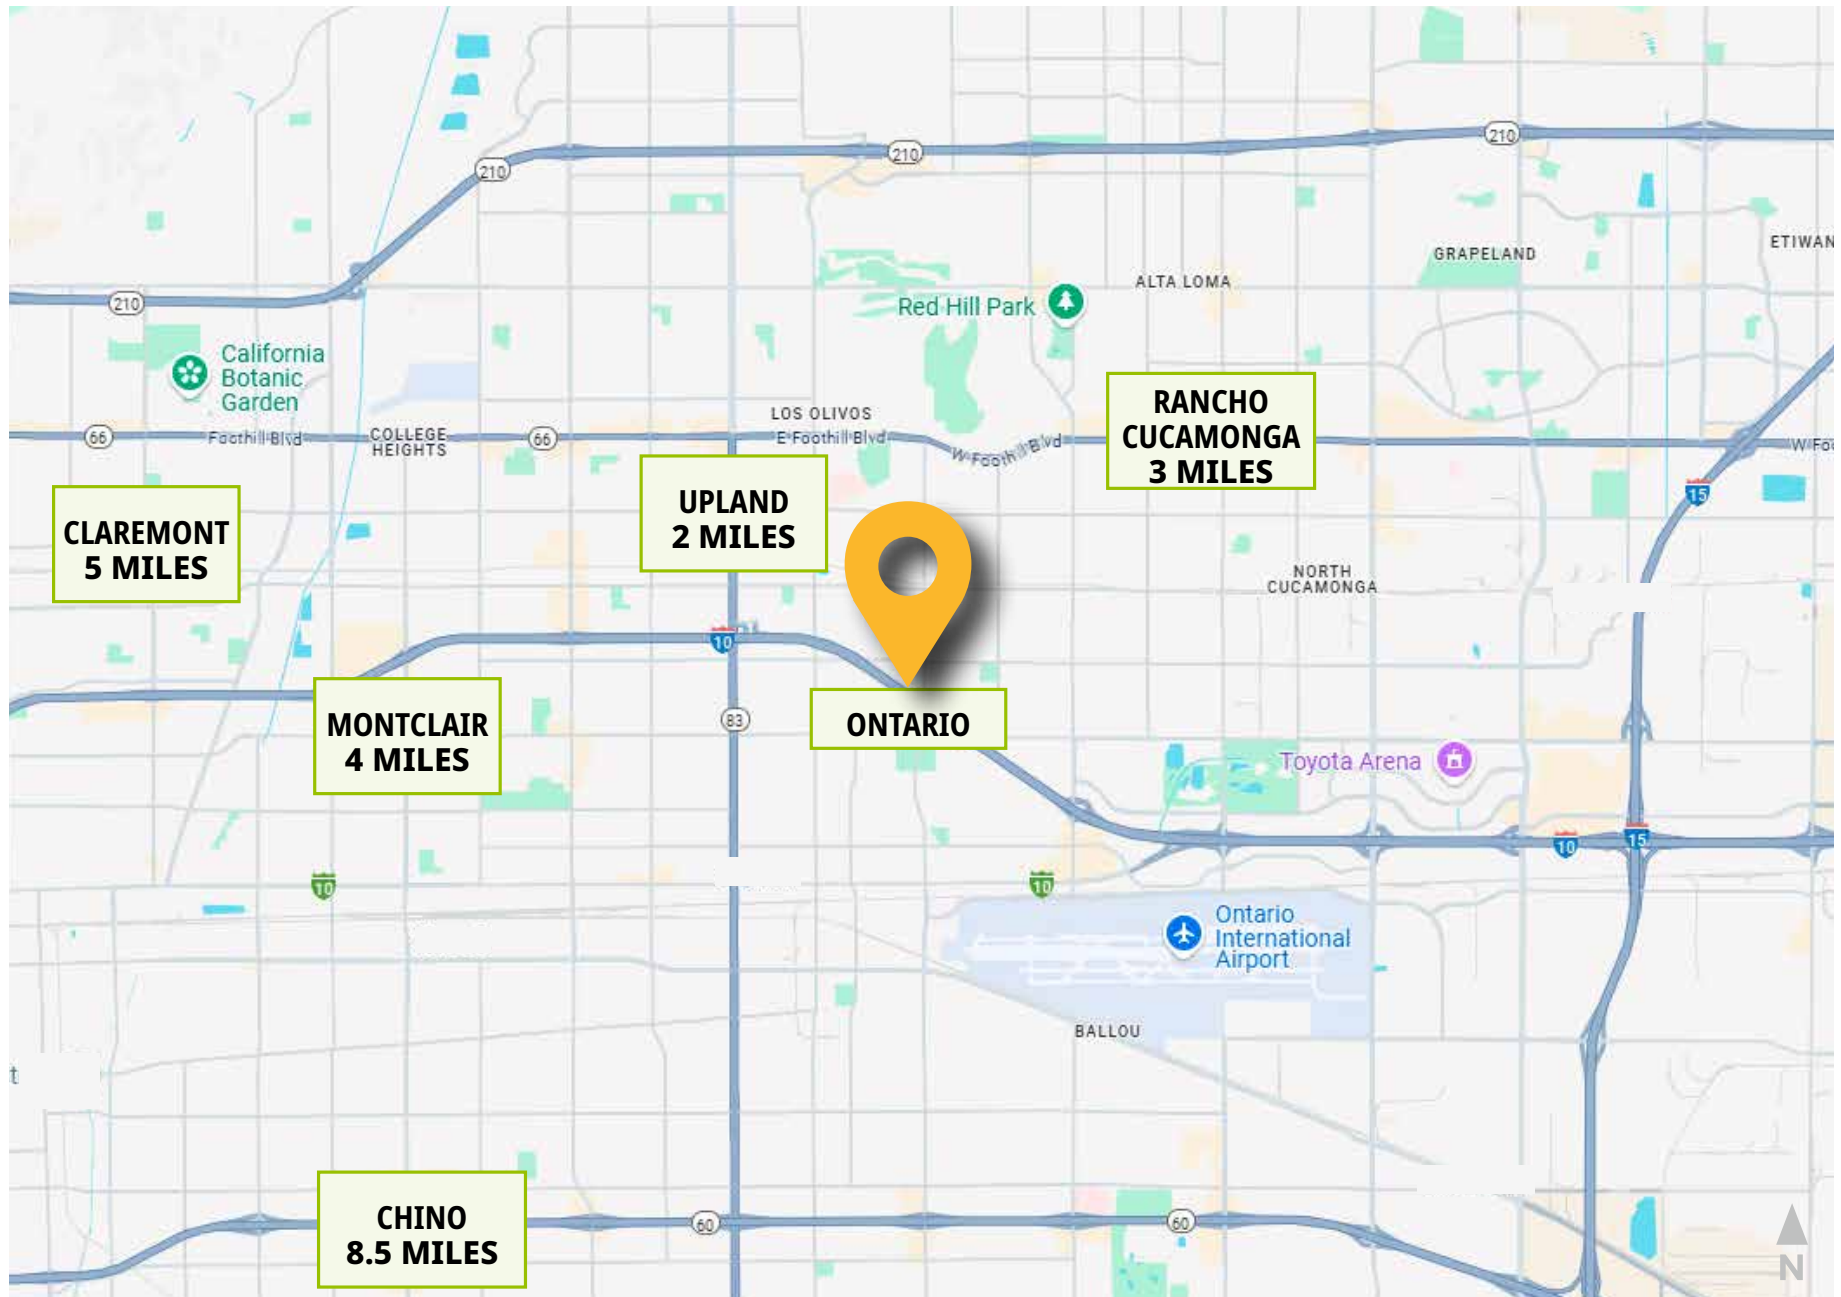 210
210
210
ETIWAN
GRAPELAND
ALTA LOMA
Red Hill Park
210
California
Botanic
Garden
RANCHO
CUCAMONGA
3 MILES
LOS OLIVOS
66
Foothill Blvd
COLLEGE
HEIGHTS
66
E Foothill Blvd
W Foothill Blvd
W Fo
15
UPLAND
2 MILES
CLAREMONT
5 MILES
NORTH
CUCAMONGA
10
MONTCLAIR
4 MILES
83
ONTARIO
Toyota Arena
10
15
10
10
Ontario
International
Airport
BALLOU
t
CHINO
8.5 MILES
60
60
N